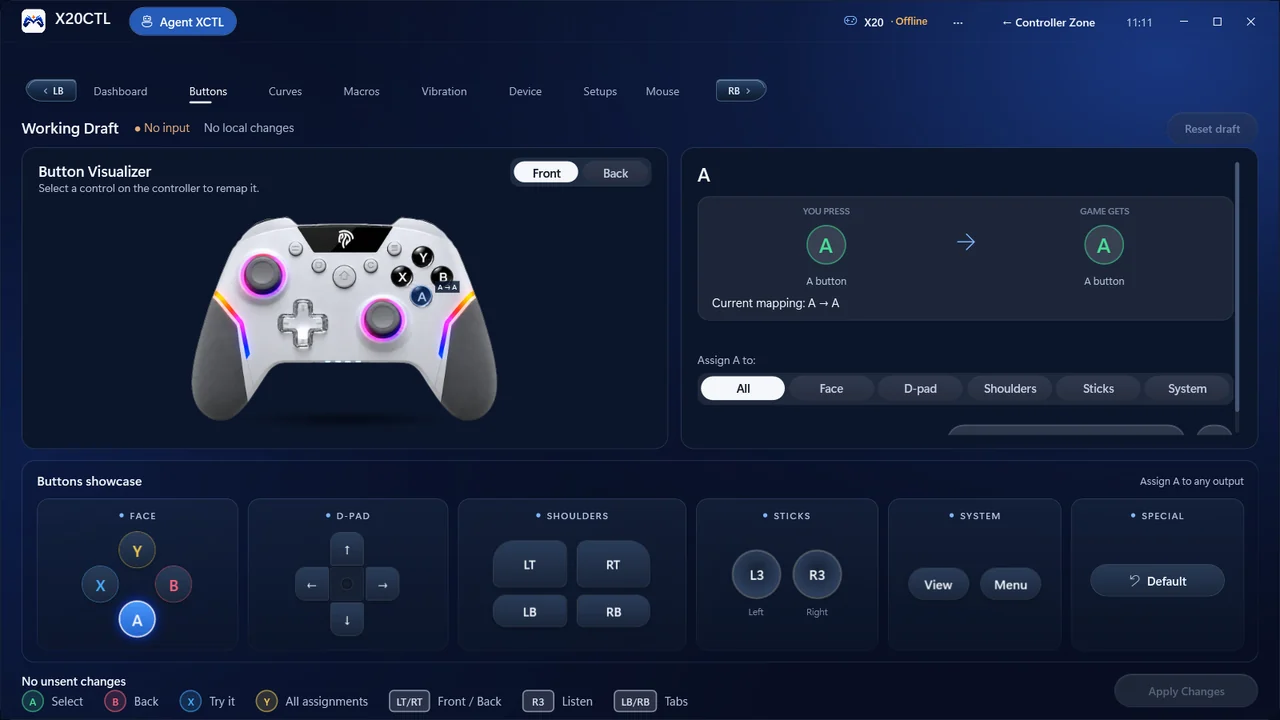 X20CTL
Agent XCTL
X20 · Offline
...
← Controller Zone
11:11
‹ LB
Dashboard
Buttons
Curves
Macros
Vibration
Device
Setups
Mouse
RB ›
Working Draft
• No input
No local changes
Reset draft
Button Visualizer
Select a control on the controller to remap it.
Front
Back
Y
X
B
A→A
A
A
YOU PRESS
GAME GETS
A
→
A
A button
A button
Current mapping: A → A
Assign A to:
All
Face
D-pad
Shoulders
Sticks
System
Buttons showcase
Assign A to any output
• FACE
Y
X
B
A
• D-PAD
↑
←
→
↓
• SHOULDERS
LT
RT
LB
RB
• STICKS
L3
R3
Left
Right
• SYSTEM
View
Menu
• SPECIAL
Default
No unsent changes
A Select
B Back
X Try it
Y All assignments
LT/RT Front / Back
R3 Listen
LB/RB Tabs
Apply Changes